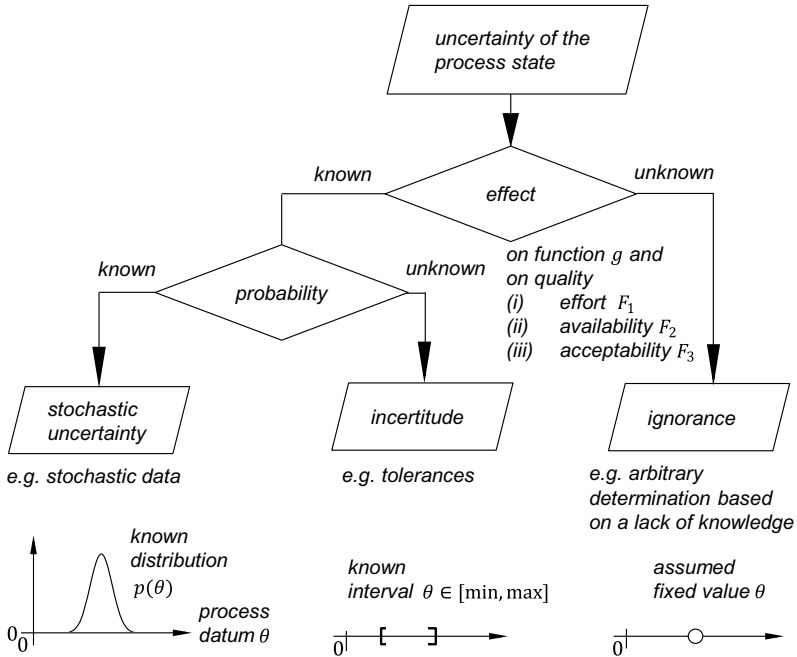 uncertainty of the
process state
known
unknown
effect
on function g and
on quality
(i) effort F₁
(ii) availability F₂
(iii) acceptability F₃
known
unknown
probability
stochastic
uncertainty
incertitude
ignorance
e.g. stochastic data
e.g. tolerances
e.g. arbitrary
determination based
on a lack of knowledge
known
distribution
p(θ)
process
datum θ
0
0
known
interval θ ∈ [min, max]
0
assumed
fixed value θ
0